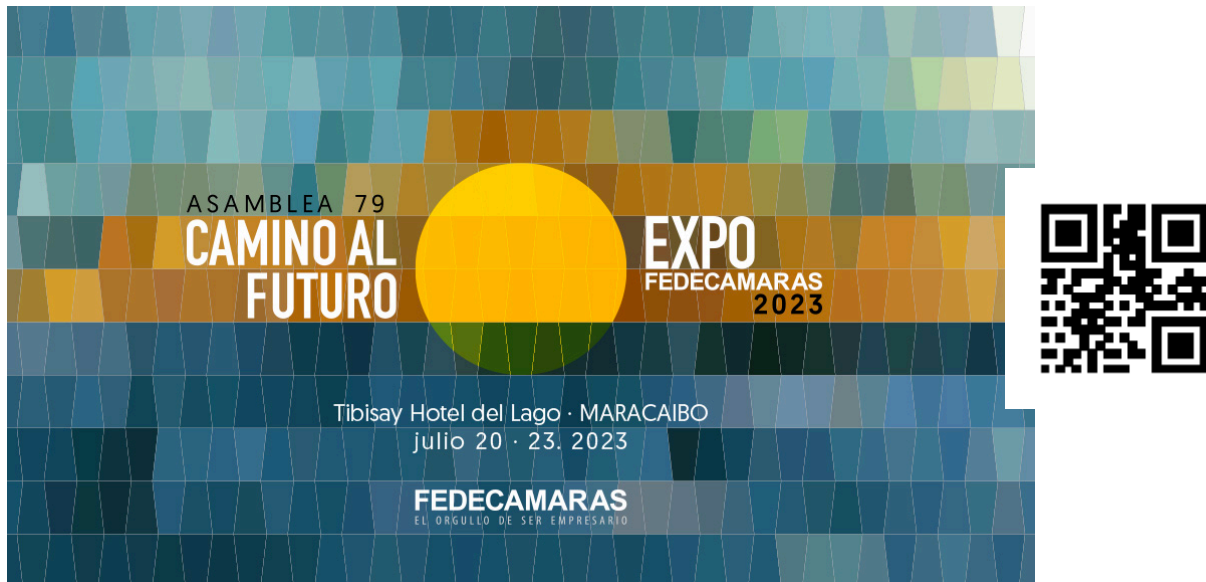 ASAMBLEA 79
CAMINO AL
FUTURO
EXPO
FEDECAMARAS
2023
Tibisay Hotel del Lago · MARACAIBO
julio 20 · 23. 2023
FEDECAMARAS
EL ORGULLO DE SER EMPRESARIO